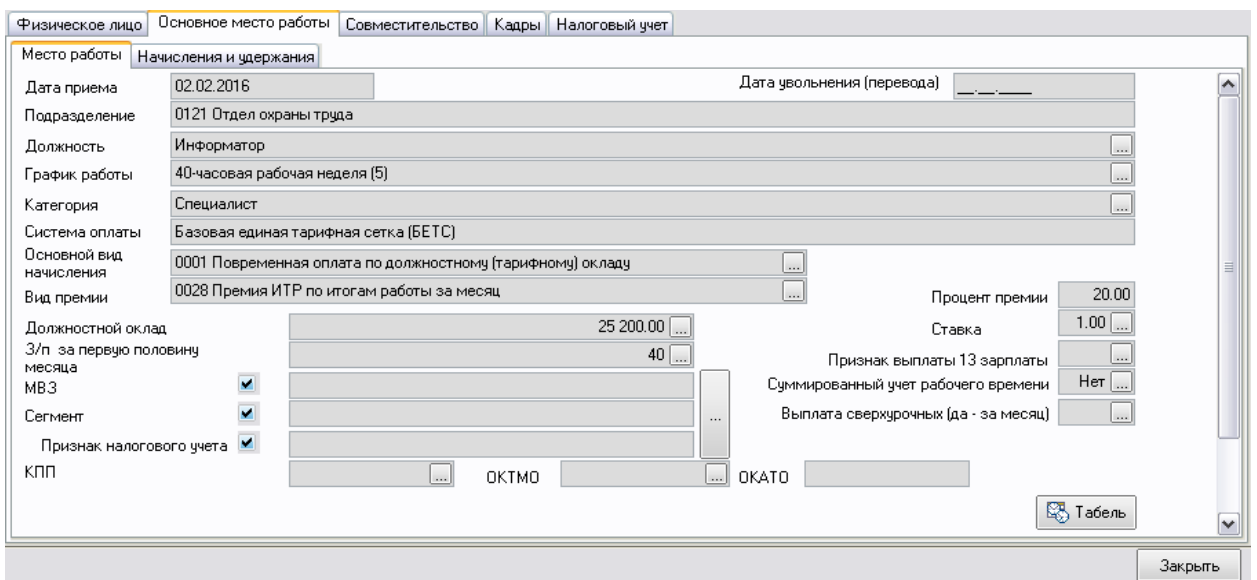 Физическое лицо Основное место работы Совместительство Кадры Налоговый учет
Место работы Начисления и удержания
Дата приема 02.02.2016 Дата увольнения (перевода) __.__.____
Подразделение 0121 Отдел охраны труда
Должность Информатор ...
График работы 40-часовая рабочая неделя (5) ...
Категория Специалист ...
Система оплаты Базовая единая тарифная сетка (БЕТС)
Основной вид
начисления 0001 Повременная оплата по должностному (тарифному) окладу ...
Вид премии 0028 Премия ИТР по итогам работы за месяц ... Процент премии 20.00
Должностной оклад 25 200.00 ... Ставка 1.00 ...
З/п за первую половину
месяца 40 ... Признак выплаты 13 зарплаты ...
МВЗ Суммированный учет рабочего времени Нет ...
Сегмент ... Выплата сверхурочных (да - за месяц) ...
Признак налогового учета
КПП ... ОКТМО ... ОКАТО
Табель
Закрыть